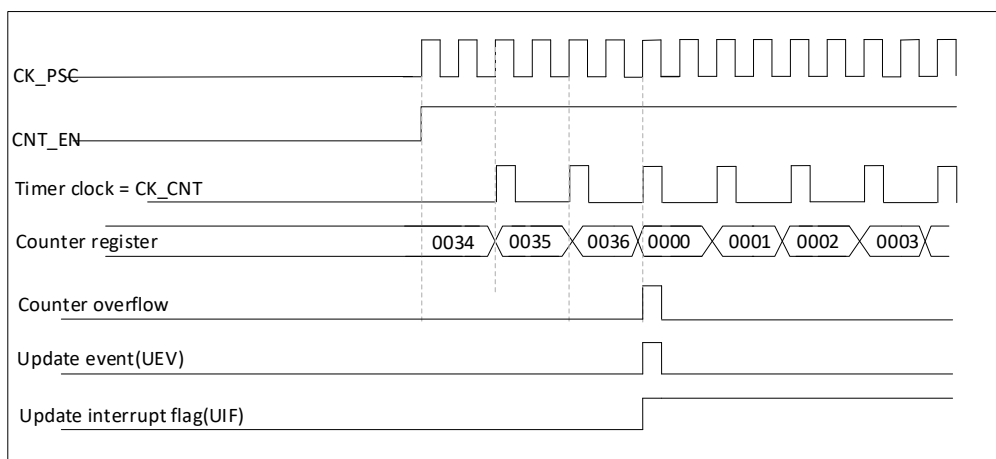 CK_PSC
CNT_EN
Timer clock = CK_CNT
Counter register 0034 0035 0036 0000 0001 0002 0003
Counter overflow
Update event(UEV)
Update interrupt flag(UIF)